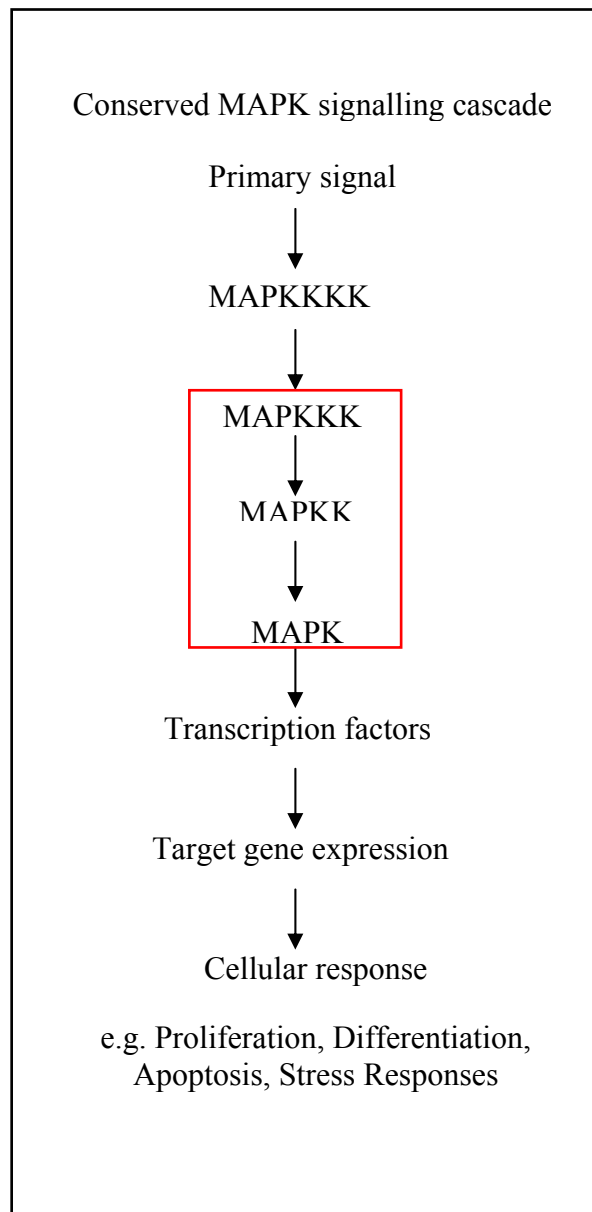 Conserved MAPK signalling cascade
Primary signal
MAPKKKK
MAPKKK
MAPKK
MAPK
Transcription factors
Target gene expression
Cellular response
e.g. Proliferation, Differentiation,
Apoptosis, Stress Responses